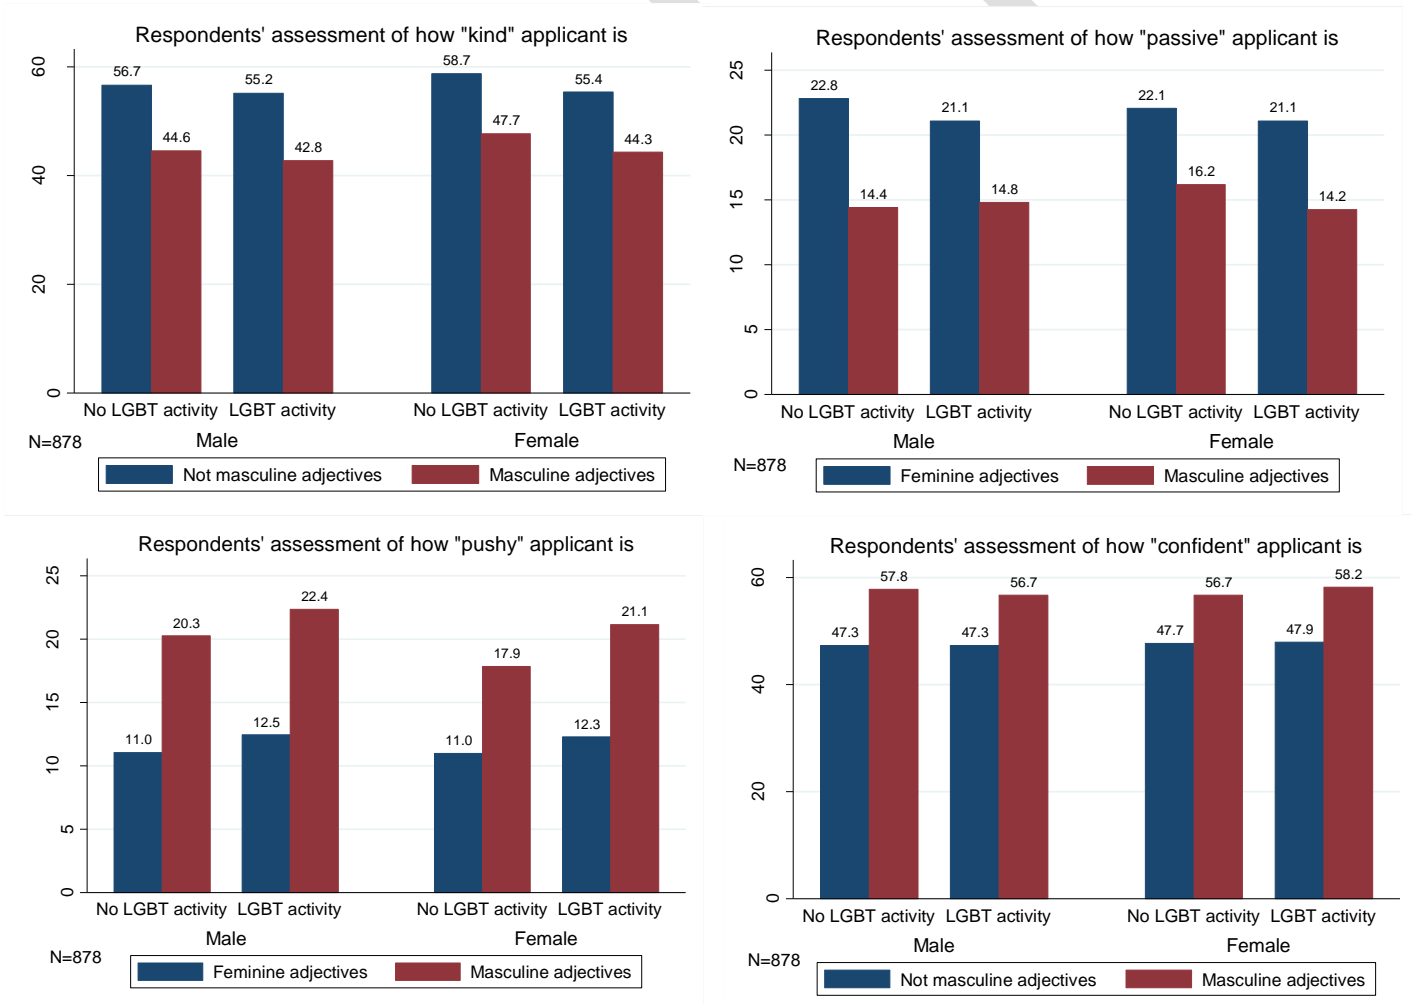 Respondents' assessment of how "kind" applicant is
60
40
20
0
56.7
44.6
55.2
42.8
58.7
47.7
55.4
44.3
No LGBT activity LGBT activity No LGBT activity LGBT activity
Male Female
N=878
Not masculine adjectives Masculine adjectives
Respondents' assessment of how "passive" applicant is
25
20
15
10
5
0
22.8
14.4
21.1
14.8
22.1
16.2
21.1
14.2
No LGBT activity LGBT activity No LGBT activity LGBT activity
Male Female
N=878
Feminine adjectives Masculine adjectives
Respondents' assessment of how "pushy" applicant is
25
20
15
10
5
0
11.0
20.3
12.5
22.4
11.0
17.9
12.3
21.1
No LGBT activity LGBT activity No LGBT activity LGBT activity
Male Female
N=878
Feminine adjectives Masculine adjectives
Respondents' assessment of how "confident" applicant is
60
40
20
0
47.3
57.8
47.3
56.7
47.7
56.7
47.9
58.2
No LGBT activity LGBT activity No LGBT activity LGBT activity
Male Female
N=878
Not masculine adjectives Masculine adjectives